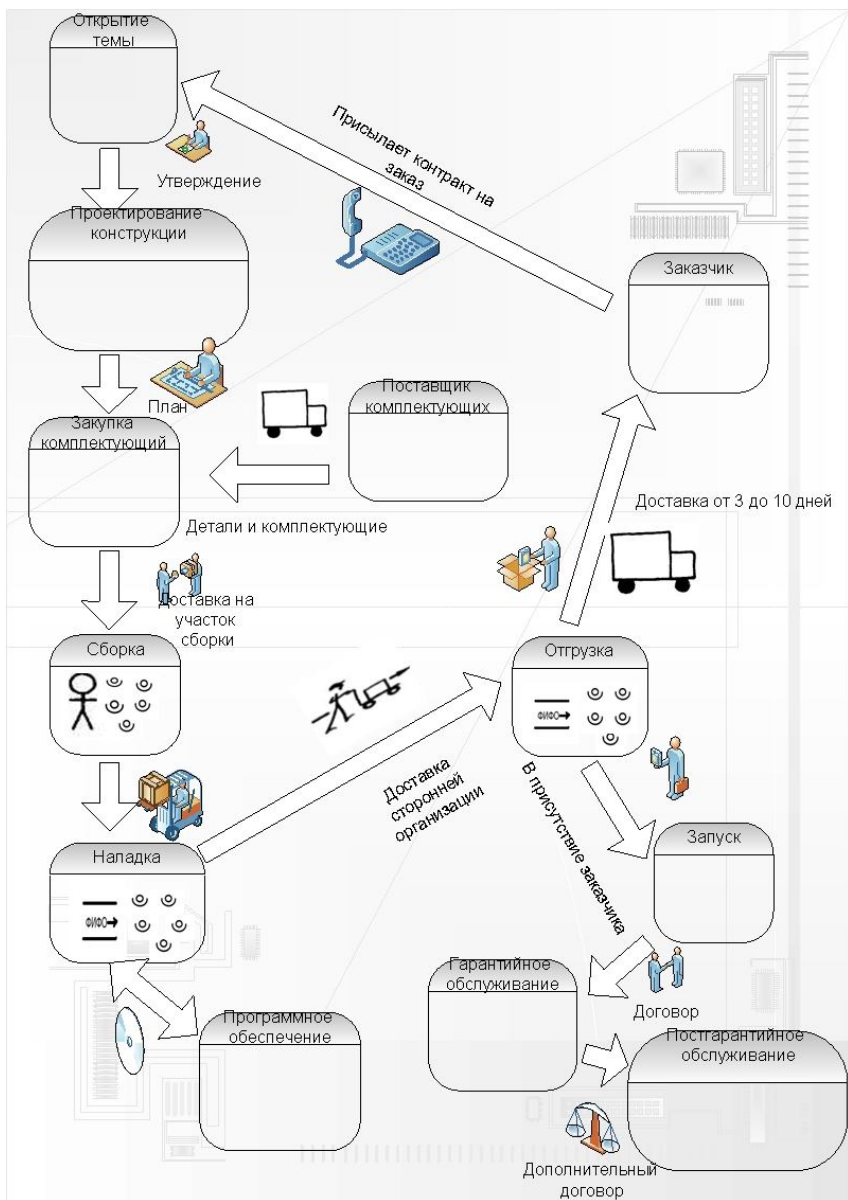 Открытие
темы
Утверждение
Присылает контракт на
заказ
Проектирование
конструкции
Заказчик
План
Поставщик
комплектующих
Закупка
комплектующий
Детали и комплектующие
Доставка от 3 до 10 дней
Доставка на
участок
сборки
Сборка
Отгрузка
ФИФО
Доставка
сторонней
организации
В присутствие заказчика
Запуск
Наладка
ФИФО
Гарантийное
обслуживание
Договор
Программное
обеспечение
Постгарантийное
обслуживание
Дополнительный
договор